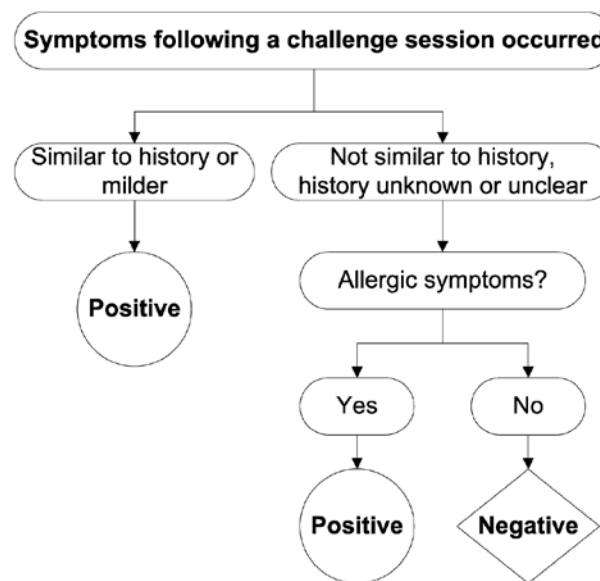 Symptoms following a challenge session occurred
Similar to history or
milder
Not similar to history,
history unknown or unclear
Positive
Allergic symptoms?
Yes
No
Positive
Negative